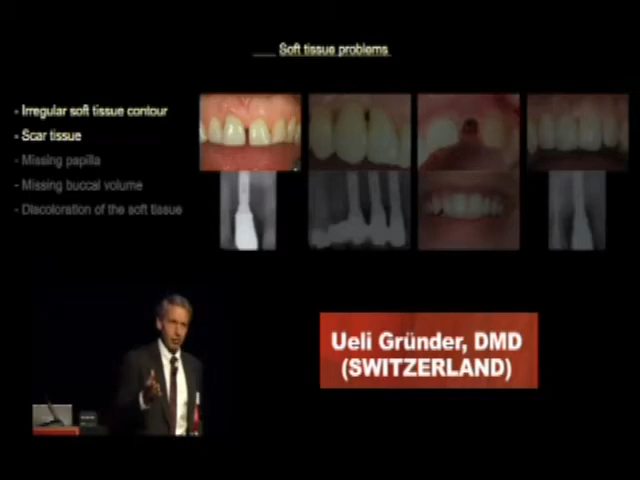 Soft tissue problems
- Irregular soft tissue contour
- Scar tissue
- Missing papilla
- Missing buccal volume
- Discoloration of the soft tissue
Ueli Gründer, DMD
(SWITZERLAND)